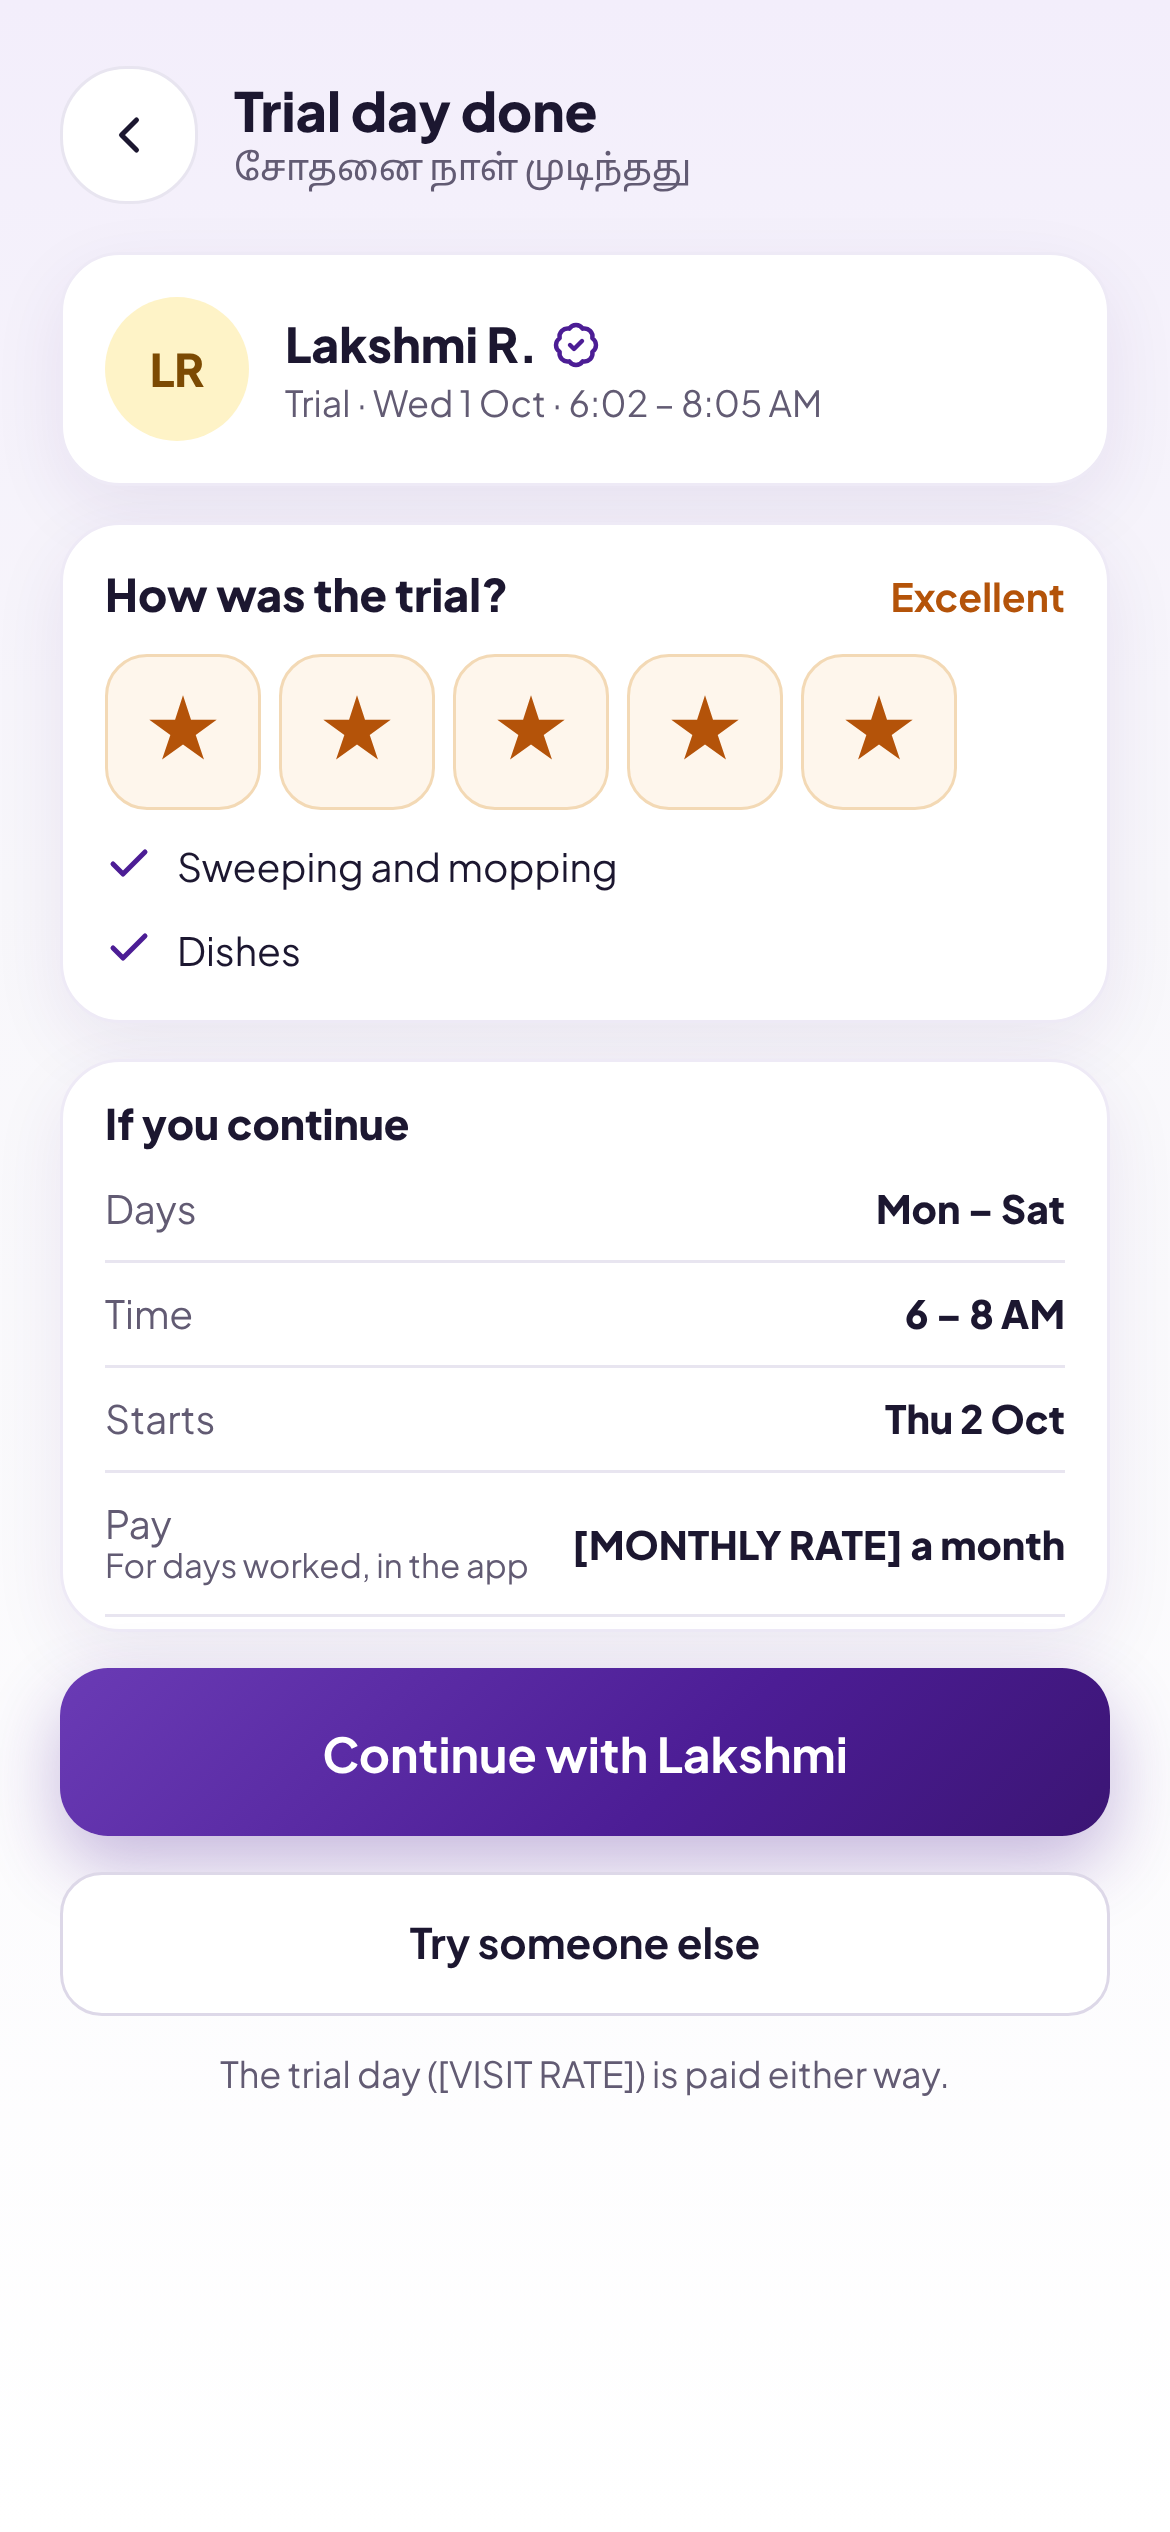 Trial day done
சோதனை நாள் முடிந்தது
LR
Lakshmi R.
Trial · Wed 1 Oct · 6:02 – 8:05 AM
How was the trial?
Excellent
Sweeping and mopping
Dishes
If you continue
Days
Mon – Sat
Time
6 – 8 AM
Starts
Thu 2 Oct
Pay
For days worked, in the app
[MONTHLY RATE] a month
Continue with Lakshmi
Try someone else
The trial day ([VISIT RATE]) is paid either way.